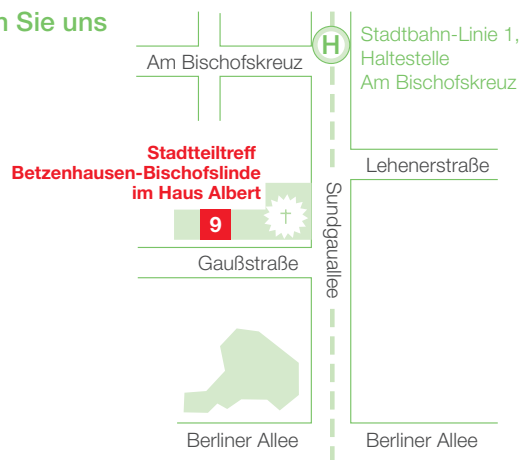 n Sie uns
H
Stadtbahn-Linie 1,
Haltestelle
Am Bischofskreuz
Am Bischofskreuz
Stadtteiltreff
Betzenhausen-Bischofslinde
im Haus Albert
9
Lehenerstraße
Sundgauallee
Gaußstraße
Berliner Allee
Berliner Allee